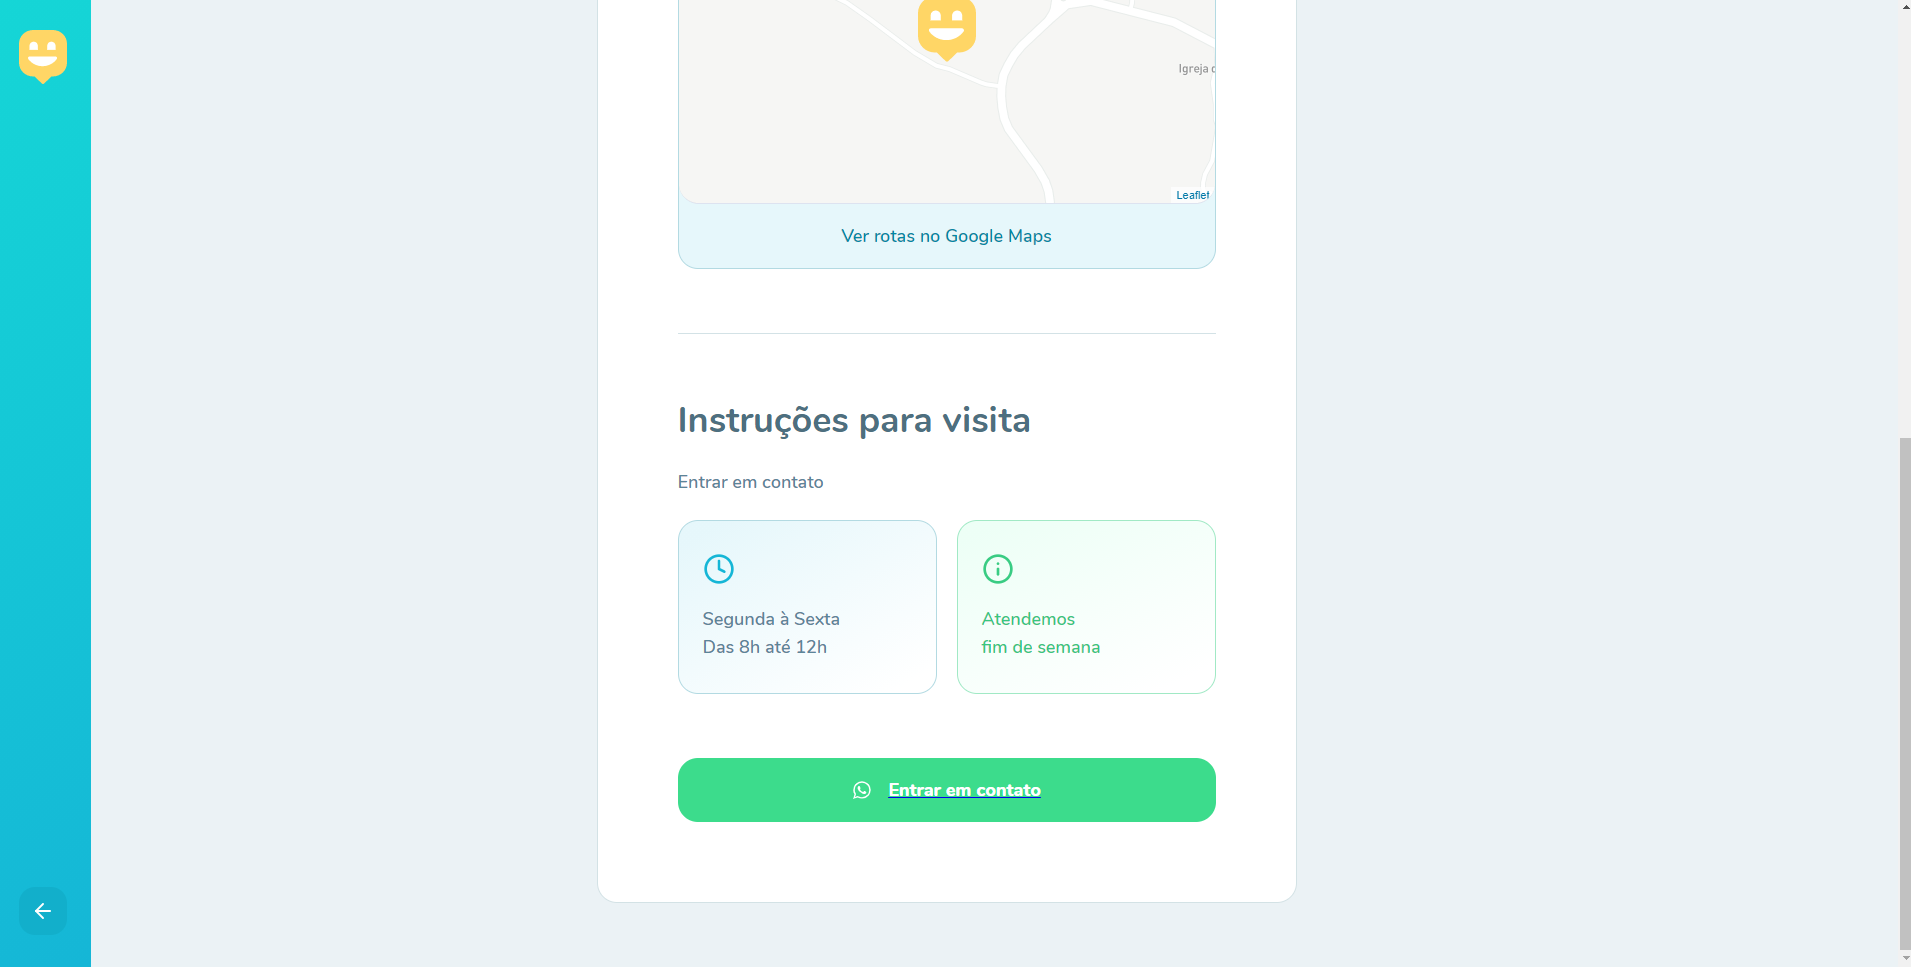 Igreja
Leaflet
Ver rotas no Google Maps
Instruções para visita
Entrar em contato
Segunda à Sexta
Das 8h até 12h
Atendemos
fim de semana
Entrar em contato